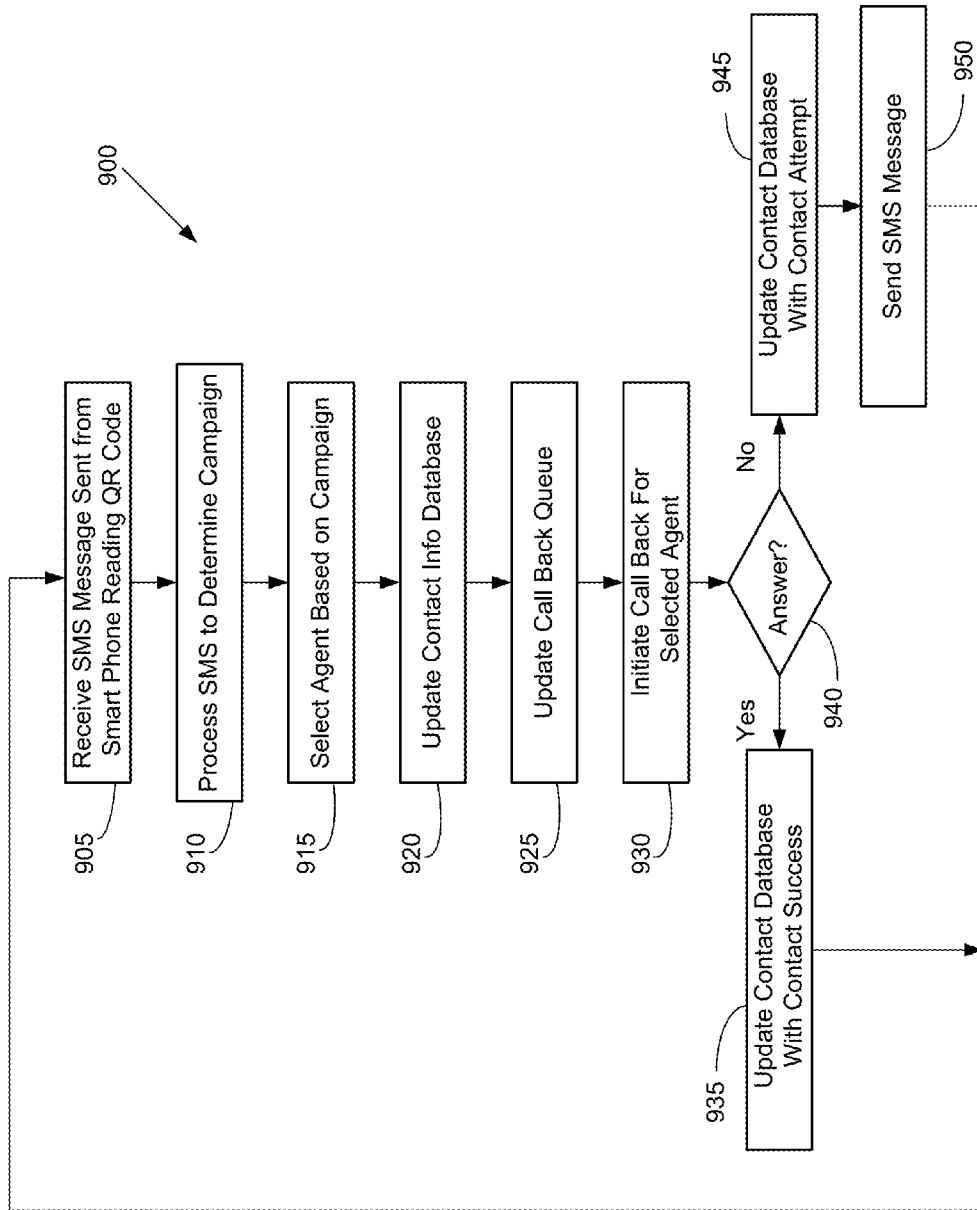 900
Receive SMS Message Sent from
Smart Phone Reading QR Code
905
Process SMS to Determine Campaign
910
Select Agent Based on Campaign
915
Update Contact Info Database
920
Update Call Back Queue
925
Initiate Call Back For
Selected Agent
930
Answer?
940
Yes
No
Update Contact Database
With Contact Success
935
Update Contact Database
With Contact Attempt
945
Send SMS Message
950